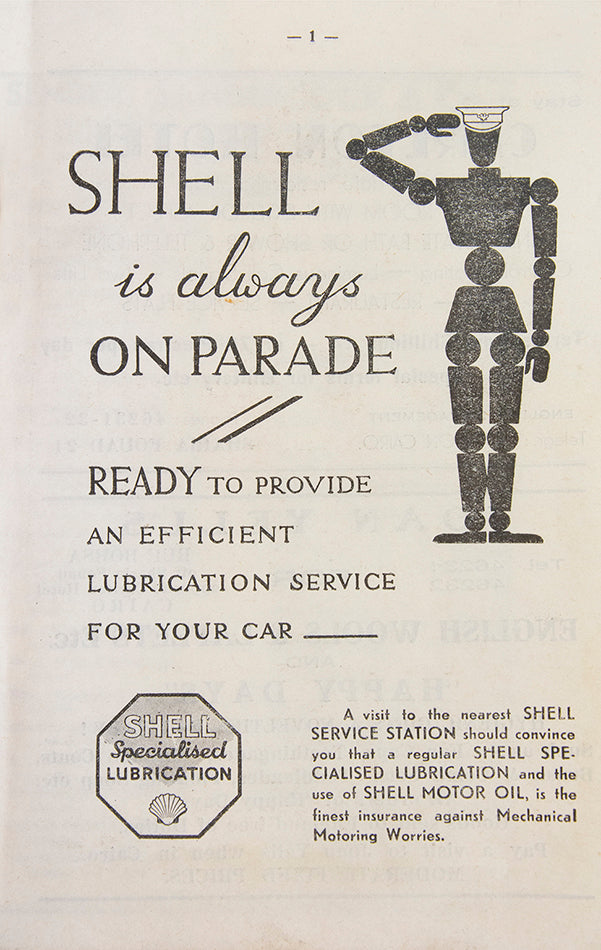 — 1 —
SHELL
is always
ON PARADE
READY TO PROVIDE
AN EFFICIENT
LUBRICATION SERVICE
FOR YOUR CAR
SHELL
Specialised
LUBRICATION
A visit to the nearest SHELL
SERVICE STATION should convince
you that a regular SHELL SPE-
CIALISED LUBRICATION and the
use of SHELL MOTOR OIL, is the
finest insurance against Mechanical
Motoring Worries.